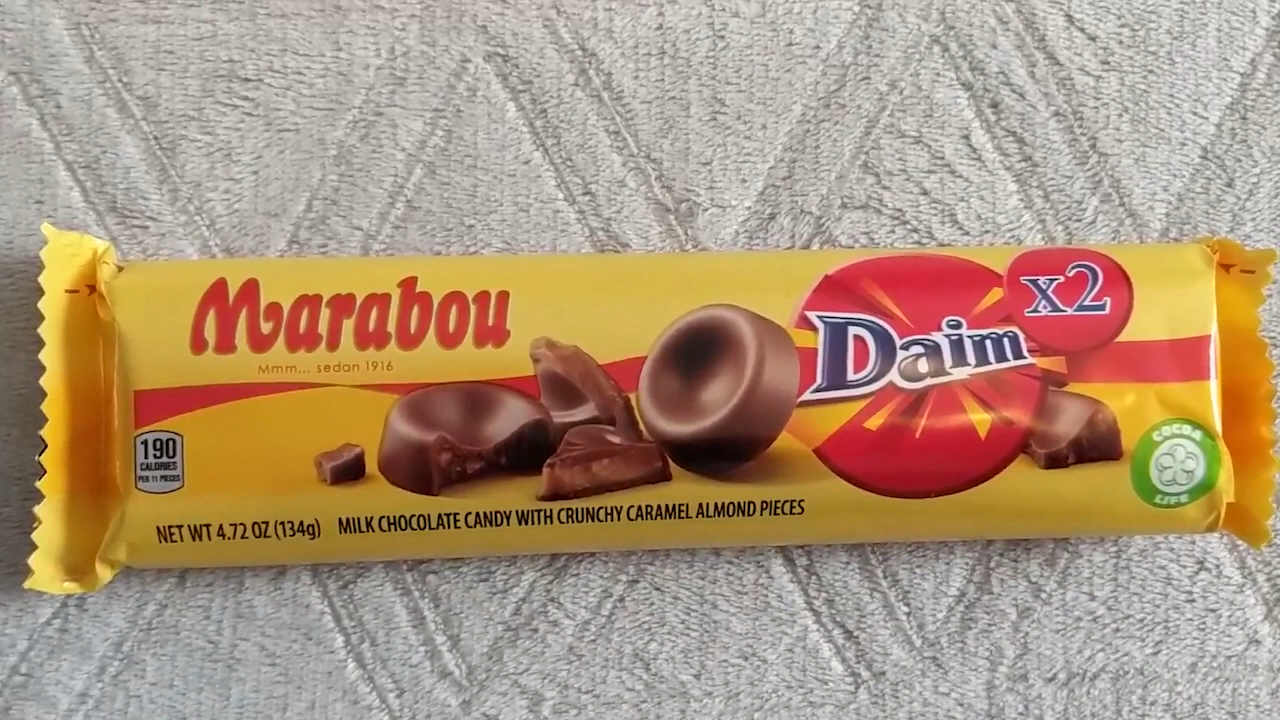 Marabou
Mmm... sedan 1916
x2
Daim
190
CALORIES
PER 11 PIECES
COCOA
LIFE
NET WT 4.72 OZ (134g) MILK CHOCOLATE CANDY WITH CRUNCHY CARAMEL ALMOND PIECES